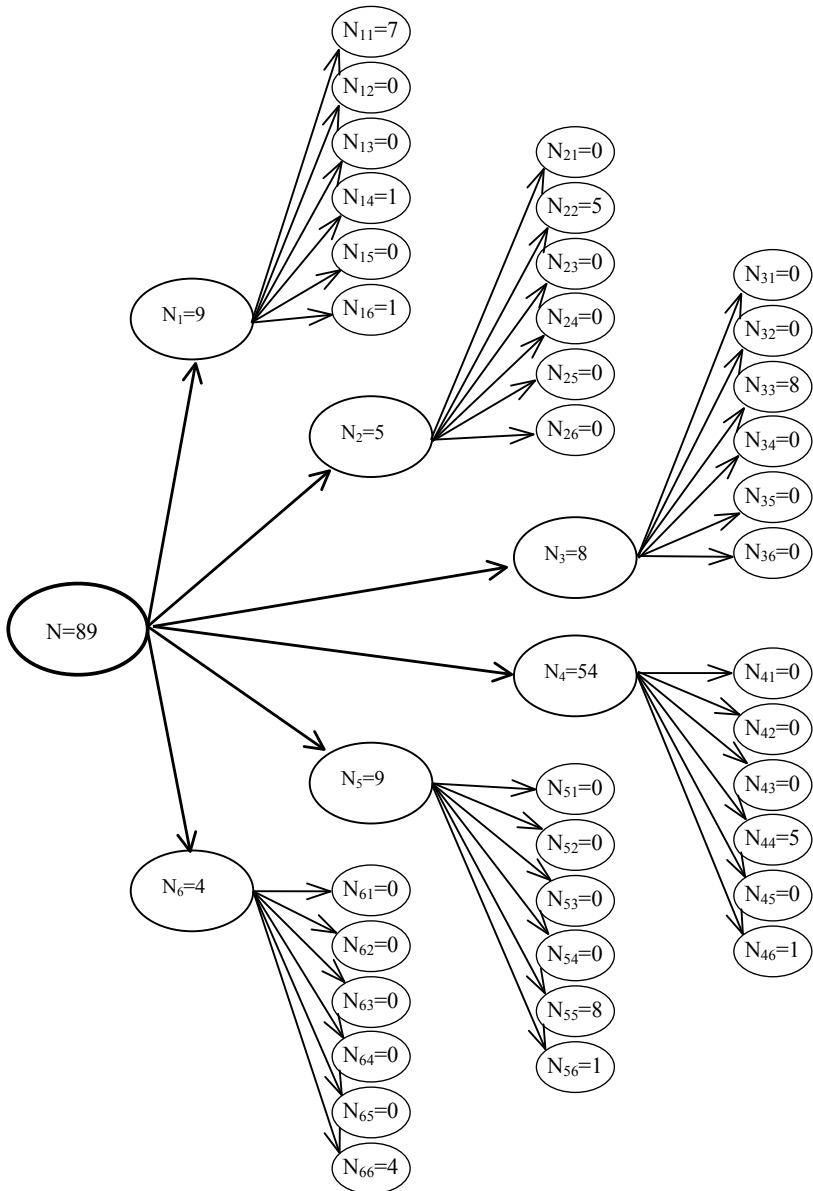 N₁₁=7
N₁₂=0
N₁₃=0
N₁₄=1
N₁₅=0
N₁₆=1
N₁=9
N₂₁=0
N₂₂=5
N₂₃=0
N₂₄=0
N₂₅=0
N₂₆=0
N₂=5
N₃₁=0
N₃₂=0
N₃₃=8
N₃₄=0
N₃₅=0
N₃₆=0
N₃=8
N=89
N₄=54
N₄₁=0
N₄₂=0
N₄₃=0
N₄₄=5
N₄₅=0
N₄₆=1
N₅=9
N₅₁=0
N₅₂=0
N₅₃=0
N₅₄=0
N₅₅=8
N₅₆=1
N₆=4
N₆₁=0
N₆₂=0
N₆₃=0
N₆₄=0
N₆₅=0
N₆₆=4